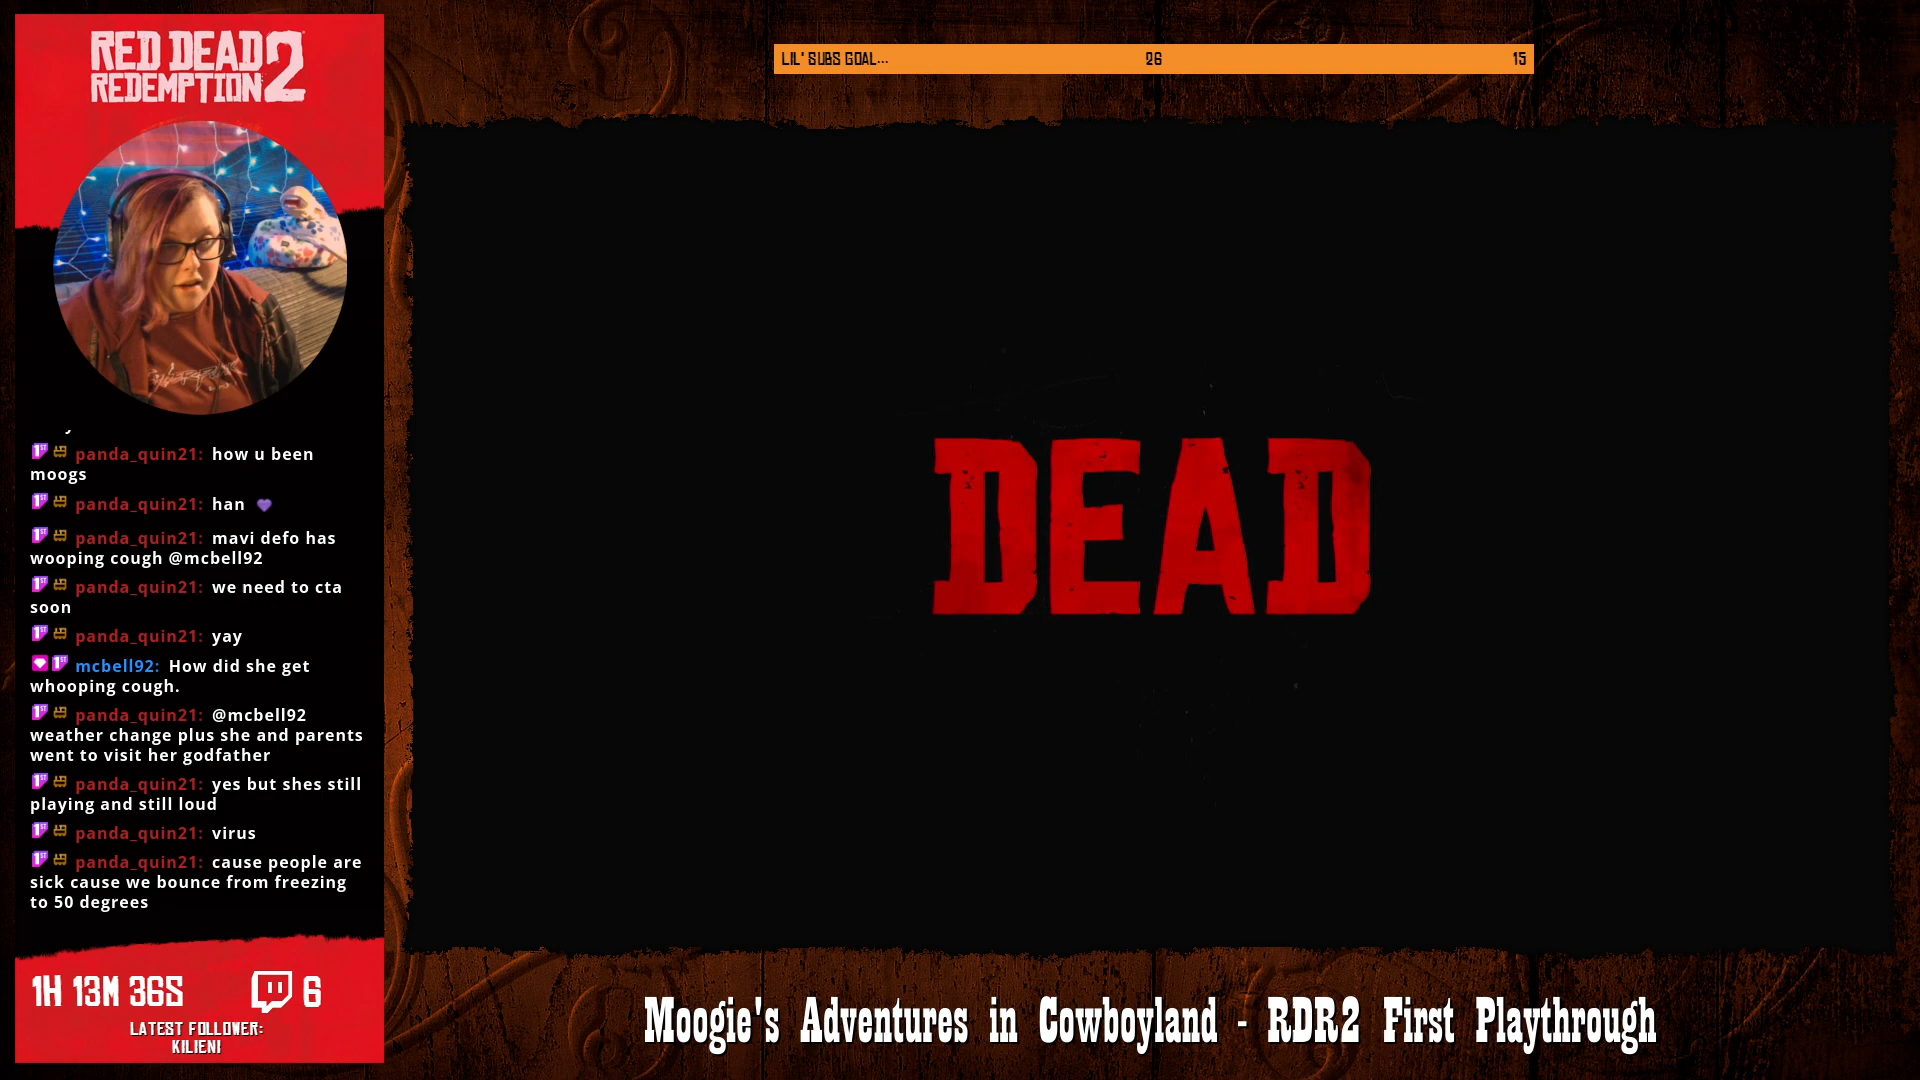 RED DEAD
REDEMPTION 2
LIL' SUBS GOAL... 26 15
DEAD
panda_quin21: how u been
moogs
panda_quin21: han
panda_quin21: mavi defo has
wooping cough @mcbell92
panda_quin21: we need to cta
soon
panda_quin21: yay
mcbell92: How did she get
whooping cough.
panda_quin21: @mcbell92
weather change plus she and parents
went to visit her godfather
panda_quin21: yes but shes still
playing and still loud
panda_quin21: virus
panda_quin21: cause people are
sick cause we bounce from freezing
to 50 degrees
1H 13M 36S 6
LATEST FOLLOWER:
KILIENI
Moogie's Adventures in Cowboyland - RDR2 First Playthrough